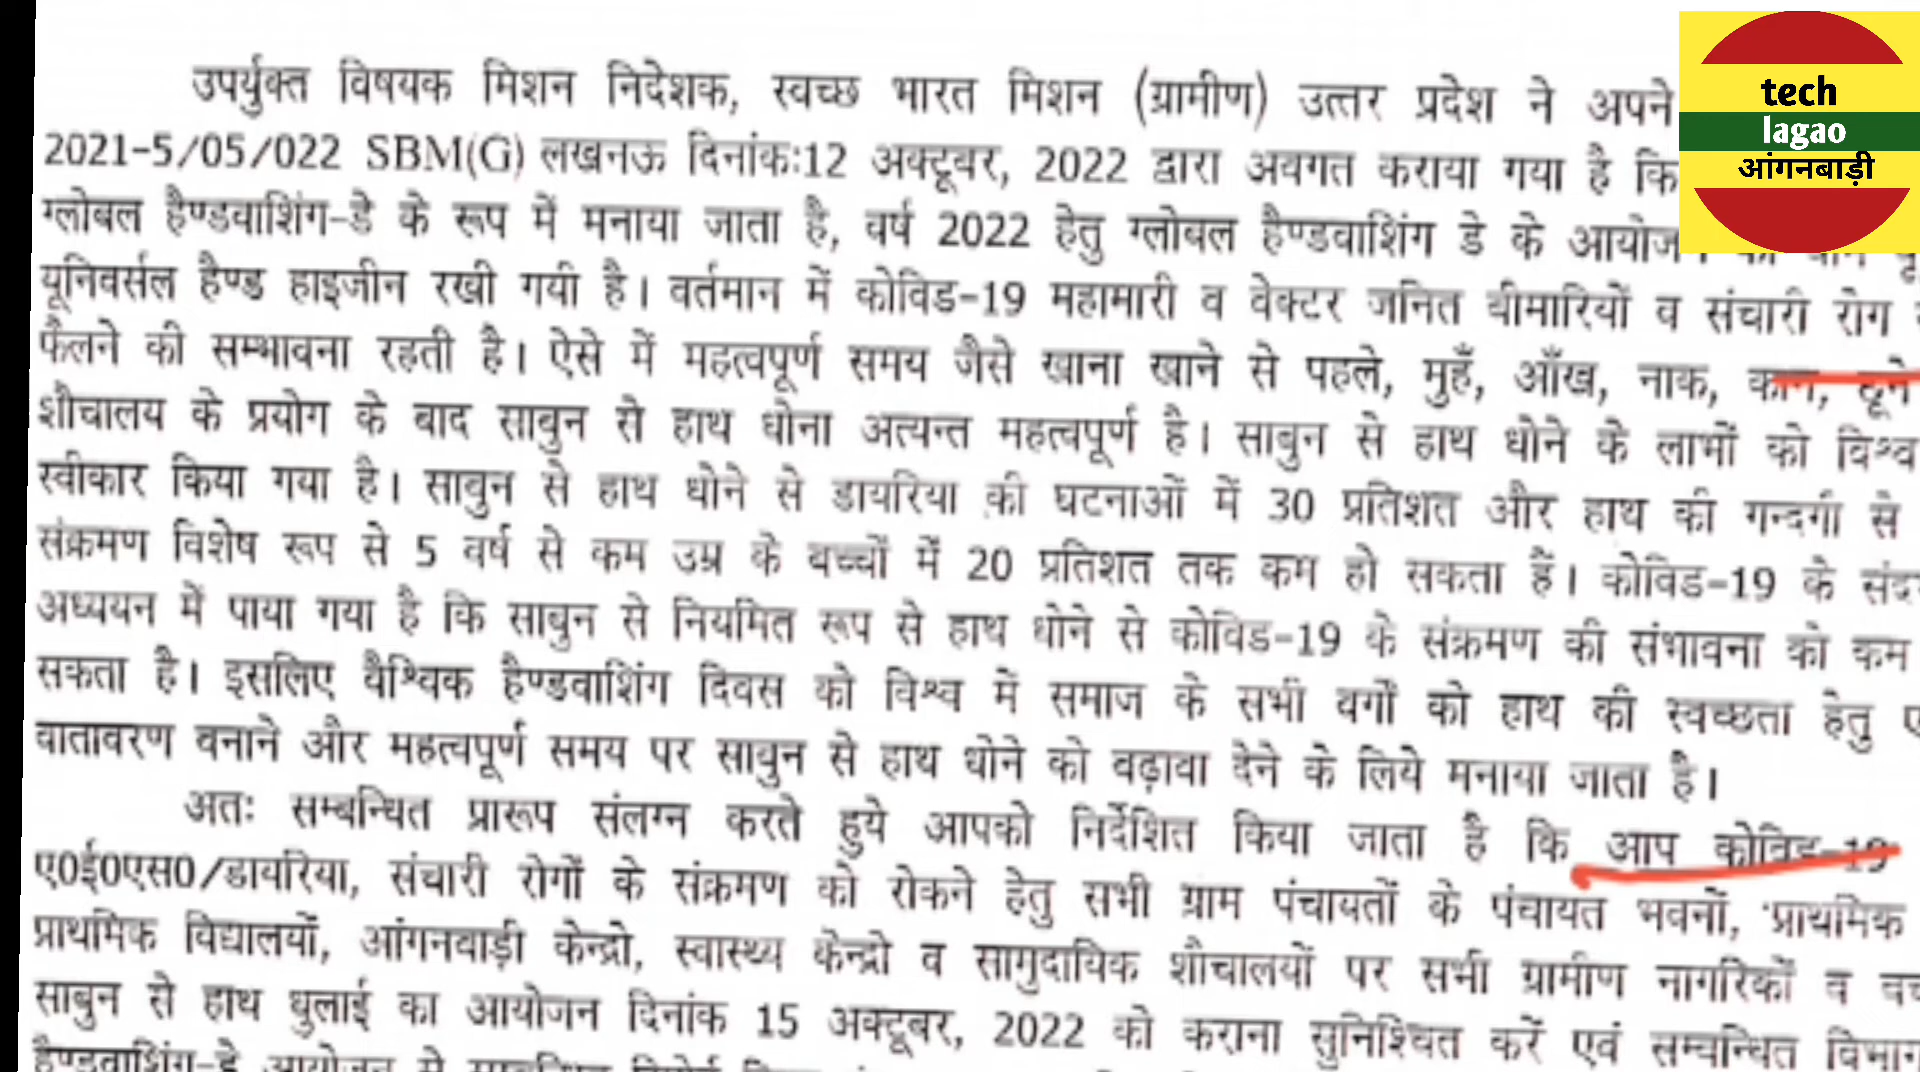 उपर्युक्त विषयक मिशन निदेशक, स्वच्छ भारत मिशन (ग्रामीण) उत्तर प्रदेश ने अपने
2021-5/05/022 SBM(G) लखनऊ दिनांक:12 अक्टूबर, 2022 द्वारा अवगत कराया गया है कि
ग्लोबल हैण्डवाशिंग-डे के रूप में मनाया जाता है, वर्ष 2022 हेतु ग्लोबल हैण्डवाशिंग डे के आयोज
यूनिवर्सल हैण्ड हाइजीन रखी गयी है। वर्तमान में कोविड-19 महामारी व वेक्टर जनित बीमारियों व संचारी रोग
फैलने की सम्भावना रहती है। ऐसे में महत्वपूर्ण समय जैसे खाना खाने से पहले, मुहँ, आँख, नाक, कान, छूने
शौचालय के प्रयोग के बाद साबुन से हाथ धोना अत्यन्त महत्वपूर्ण है। साबुन से हाथ धोने के लाभों को विश्व
स्वीकार किया गया है। साबुन से हाथ धोने से डायरिया की घटनाओं में 30 प्रतिशत और हाथ की गन्दगी से
संक्रमण विशेष रूप से 5 वर्ष से कम उम्र के बच्चों में 20 प्रतिशत तक कम हो सकता है। कोविड-19 के
अध्ययन में पाया गया है कि साबुन से नियमित रूप से हाथ धोने से कोविड-19 के संक्रमण की संभावना को कम
सकता है। इसलिए वैश्विक हैण्डवाशिंग दिवस को विश्व में समाज के सभी वर्गों को हाथ की स्वच्छता हेतु
वातावरण बनाने और महत्वपूर्ण समय पर साबुन से हाथ धोने को बढ़ावा देने के लिये मनाया जाता है।
अतः सम्बन्धित प्रारूप संलग्न करते हुये आपको निर्देशित किया जाता है कि आप कोविड-19
ए0ई0एस0/डायरिया, संचारी रोगों के संक्रमण को रोकने हेतु सभी ग्राम पंचायतों के पंचायत भवनों, प्राथमिक
प्राथमिक विद्यालयों, आंगनवाड़ी केन्द्रो, स्वास्थ्य केन्द्रो व सामुदायिक शौचालयों पर सभी ग्रामीण नागरिकों व
साबुन से हाथ धुलाई का आयोजन दिनांक 15 अक्टूबर, 2022 को कराना सुनिश्चित करें एवं सम्बन्धित विभाग
हैण्डवाशिंग-डे आयोजन से सम्बन्धित
tech
lagao
आंगनबाड़ी